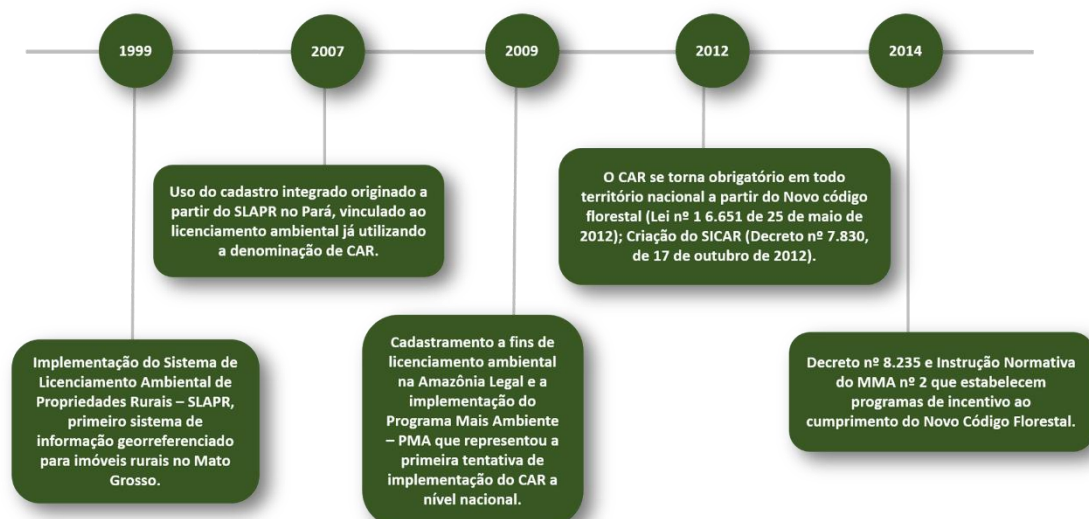 1999
2007
2009
2012
2014
Uso do cadastro integrado originado a
partir do SLAPR no Pará, vinculado ao
licenciamento ambiental já utilizando
a denominação de CAR.
O CAR se torna obrigatório em todo
território nacional a partir do Novo código
florestal (Lei nº 1 6.651 de 25 de maio de
2012); Criação do SICAR (Decreto nº 7.830,
de 17 de outubro de 2012).
Implementação do Sistema de
Licenciamento Ambiental de
Propriedades Rurais – SLAPR,
primeiro sistema de
informação georreferenciado
para imóveis rurais no Mato
Grosso.
Cadastramento a fins de
licenciamento ambiental
na Amazônia Legal e a
implementação do
Programa Mais Ambiente
– PMA que representou a
primeira tentativa de
implementação do CAR a
nível nacional.
Decreto nº 8.235 e Instrução Normativa
do MMA nº 2 que estabelecem
programas de incentivo ao
cumprimento do Novo Código Florestal.